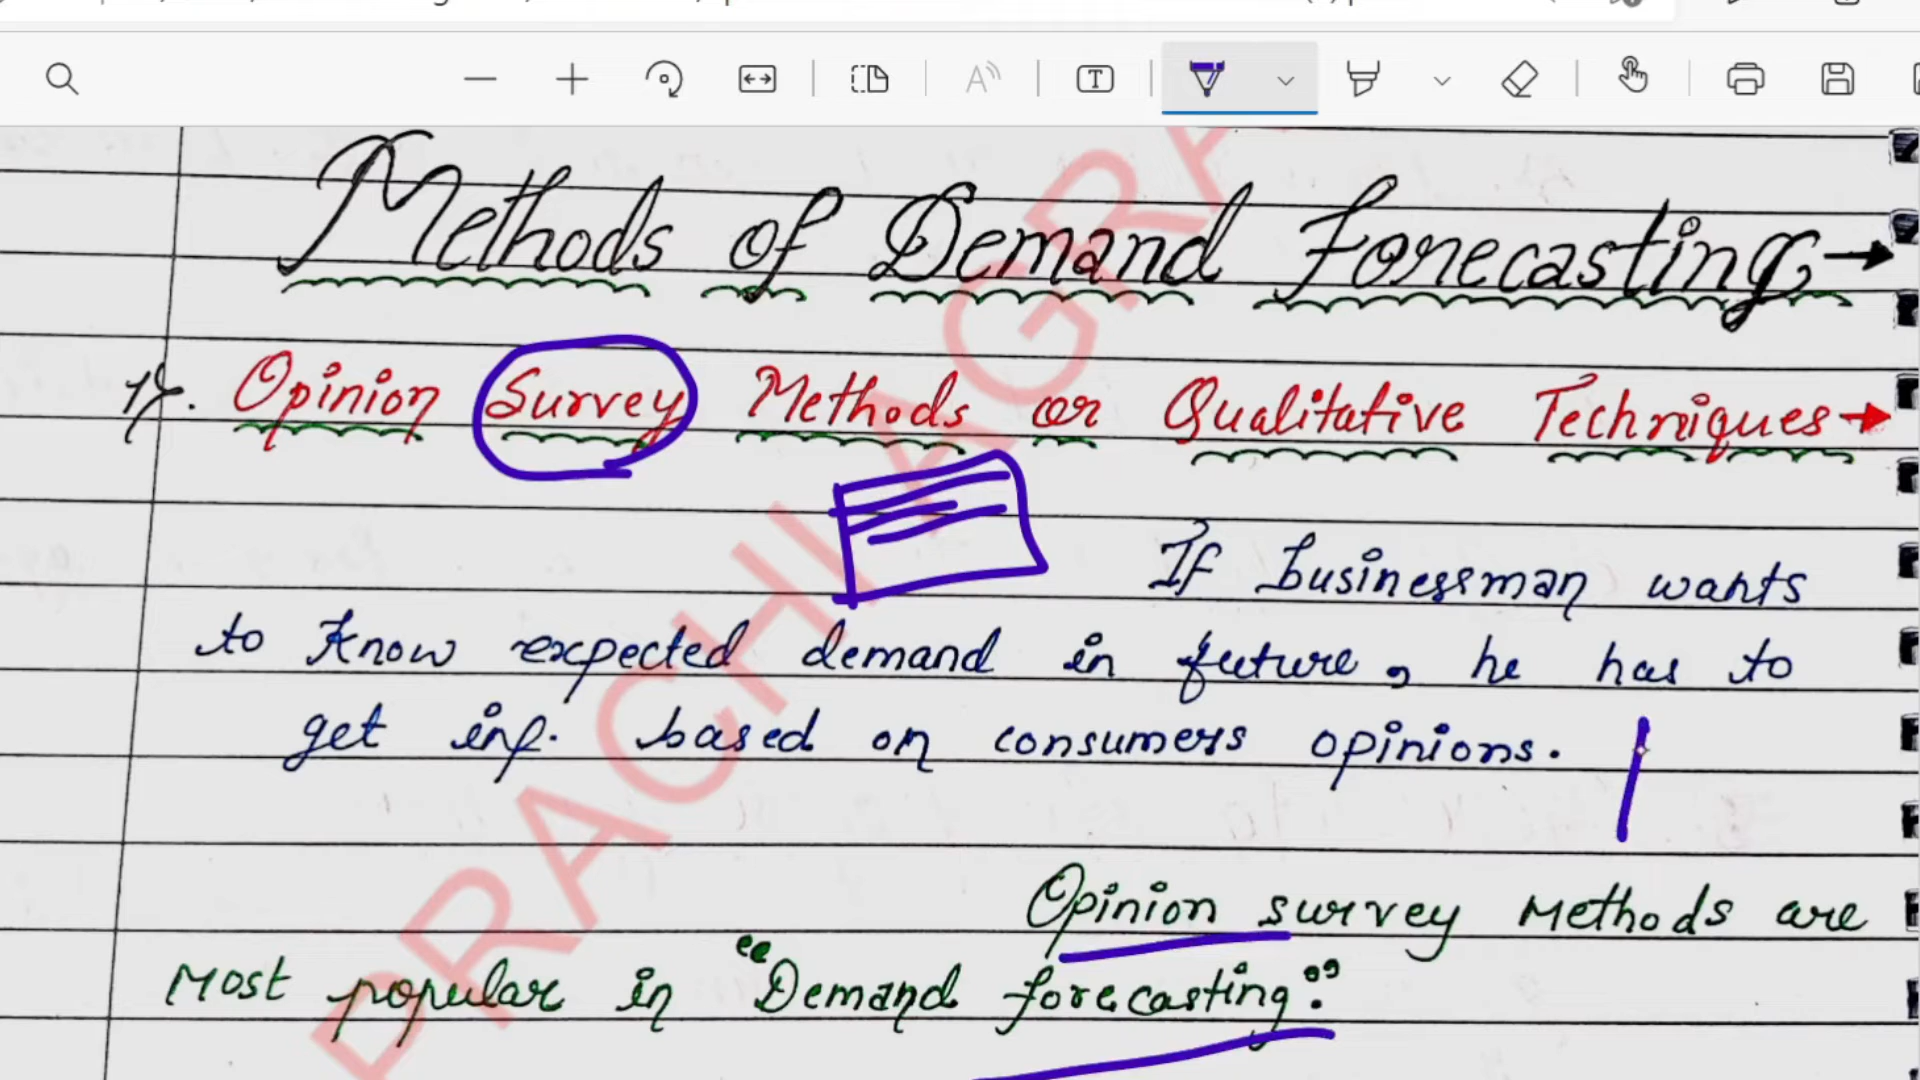 Methods of Demand Forecasting →
1). Opinion Survey Methods or Qualitative Techniques →
If businessman wants
to know expected demand in future, he has to
get inf. based on consumers opinions.
Opinion survey methods are
most popular in "Demand forecasting."
PRACHI AGRA